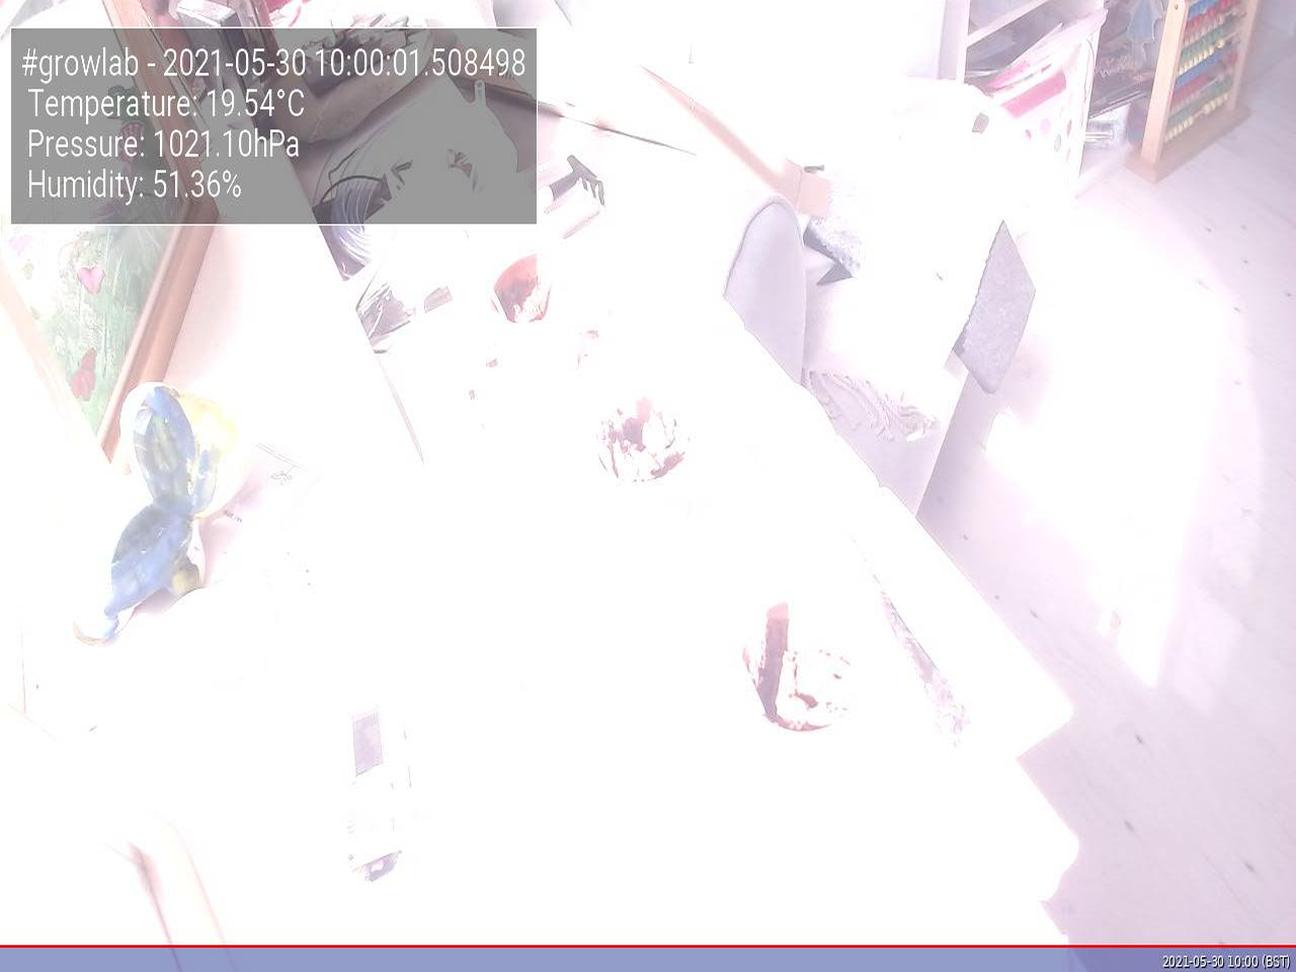 #growlab - 2021-05-30 10:00:01.508498
Temperature: 19.54°C
Pressure: 1021.10hPa
Humidity: 51.36%
2021-05-30 10:00 (BST)